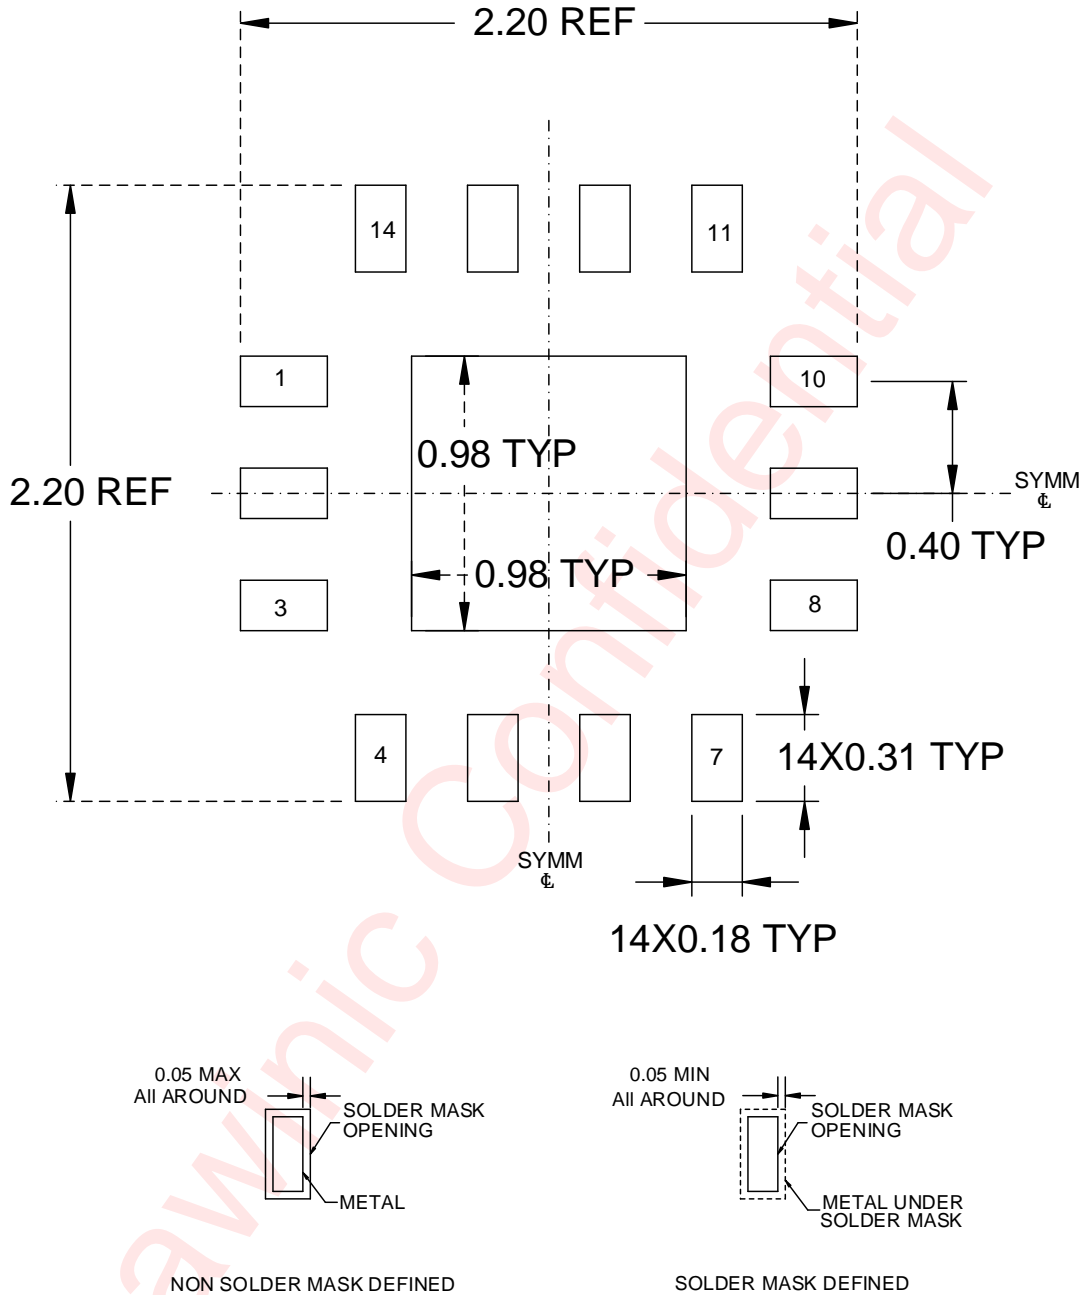 2.20 REF
14
11
1
10
0.98 TYP
2.20 REF
SYMM
℄
0.40 TYP
0.98 TYP
3
8
4
7
14X0.31 TYP
SYMM
℄
14X0.18 TYP
awinic Confidential
0.05 MAX
All AROUND
SOLDER MASK
OPENING
METAL
0.05 MIN
All AROUND
SOLDER MASK
OPENING
METAL UNDER
SOLDER MASK
NON SOLDER MASK DEFINED
SOLDER MASK DEFINED